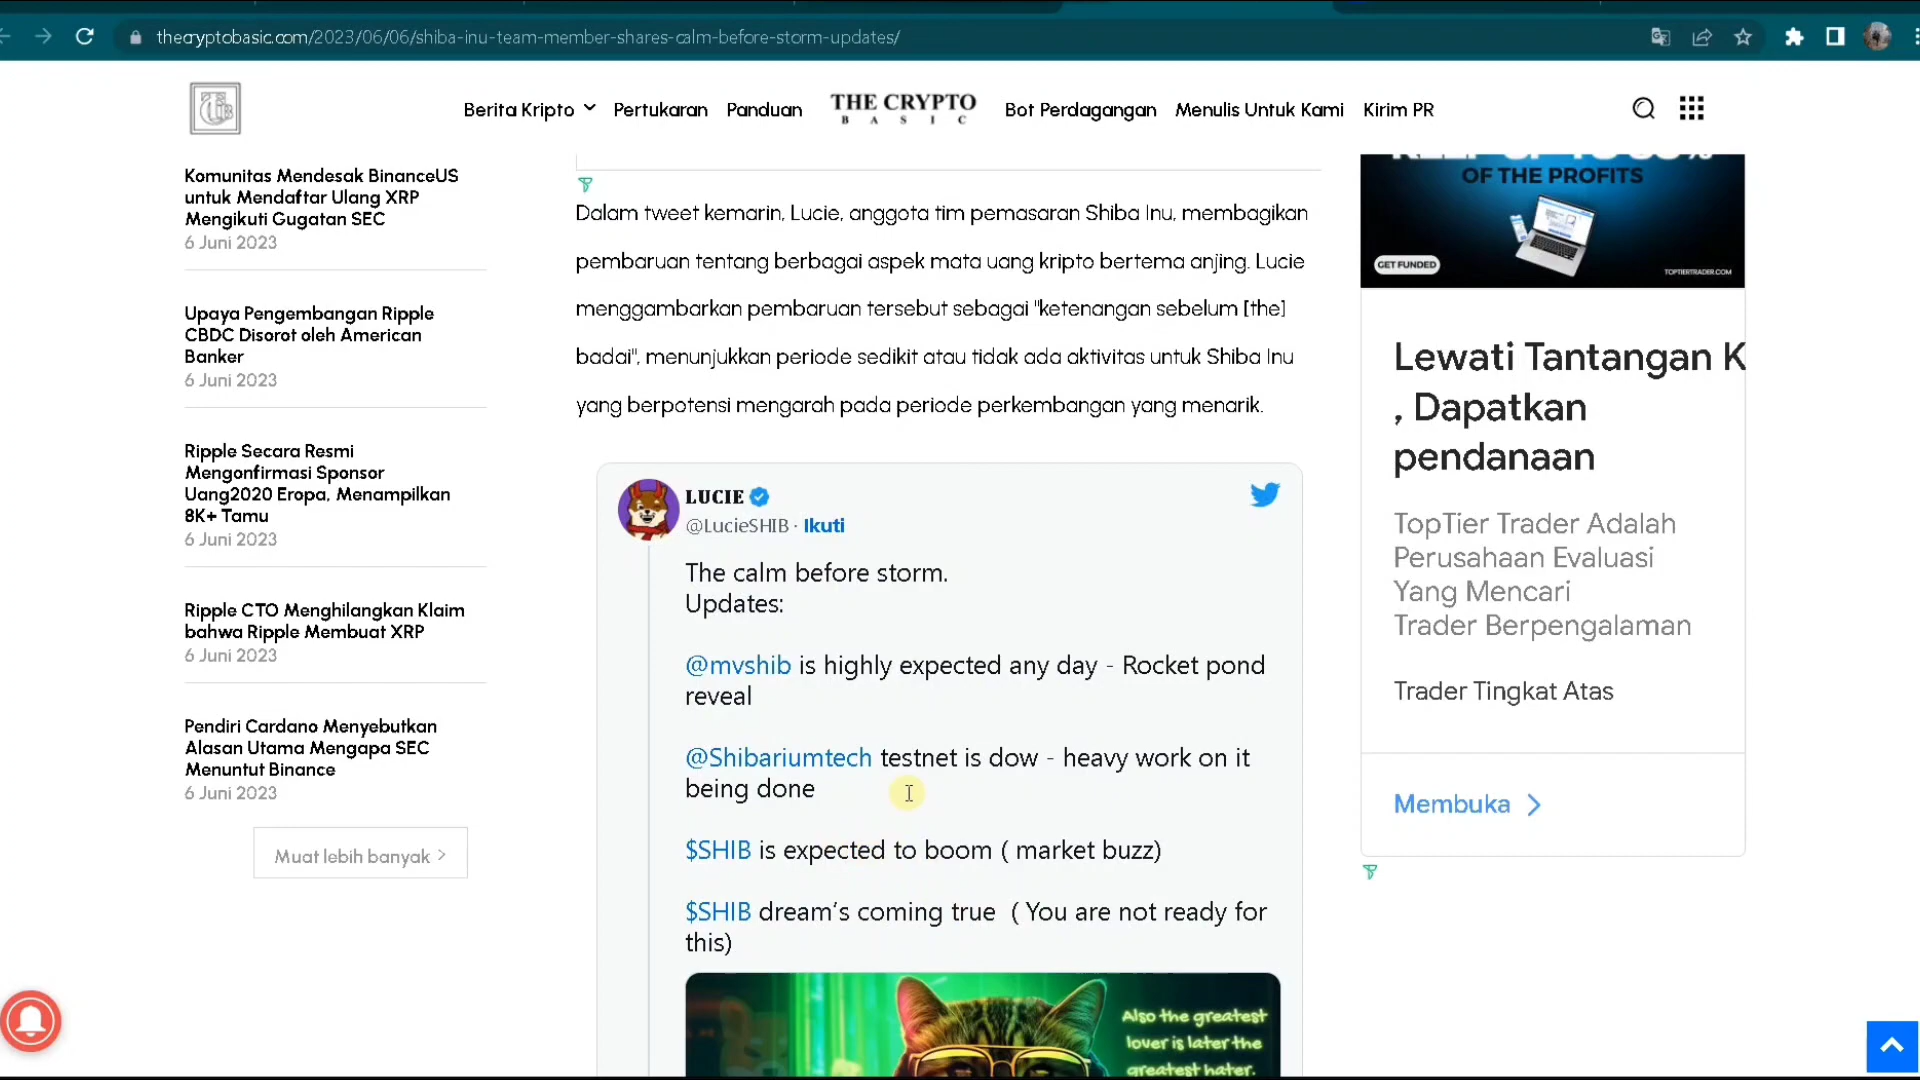 thecryptobasic.com/2023/06/06/shiba-inu-team-member-shares-calm-before-storm-updates/
Berita Kripto
Pertukaran
Panduan
THE CRYPTO
BASIC
Bot Perdagangan
Menulis Untuk Kami
Kirim PR
Komunitas Mendesak BinanceUS
untuk Mendaftar Ulang XRP
Mengikuti Gugatan SEC
6 Juni 2023
Upaya Pengembangan Ripple
CBDC Disorot oleh American
Banker
6 Juni 2023
Ripple Secara Resmi
Mengonfirmasi Sponsor
Uang2020 Eropa, Menampilkan
8K+ Tamu
6 Juni 2023
Ripple CTO Menghilangkan Klaim
bahwa Ripple Membuat XRP
6 Juni 2023
Pendiri Cardano Menyebutkan
Alasan Utama Mengapa SEC
Menuntut Binance
6 Juni 2023
Muat lebih banyak >
Dalam tweet kemarin, Lucie, anggota tim pemasaran Shiba Inu, membagikan
pembaruan tentang berbagai aspek mata uang kripto bertema anjing. Lucie
menggambarkan pembaruan tersebut sebagai "ketenangan sebelum [the]
badai", menunjukkan periode sedikit atau tidak ada aktivitas untuk Shiba Inu
yang berpotensi mengarah pada periode perkembangan yang menarik.
LUCIE
@LucieSHIB · Ikuti
The calm before storm.
Updates:
@mvshib is highly expected any day - Rocket pond
reveal
@Shibariumtech testnet is dow - heavy work on it
being done
$SHIB is expected to boom ( market buzz)
$SHIB dream's coming true ( You are not ready for
this)
Also the greatest
lover is later the
greatest hater.
OF THE PROFITS
GET FUNDED
TOPTIERTRADER.COM
Lewati Tantangan K
, Dapatkan
pendanaan
TopTier Trader Adalah
Perusahaan Evaluasi
Yang Mencari
Trader Berpengalaman
Trader Tingkat Atas
Membuka